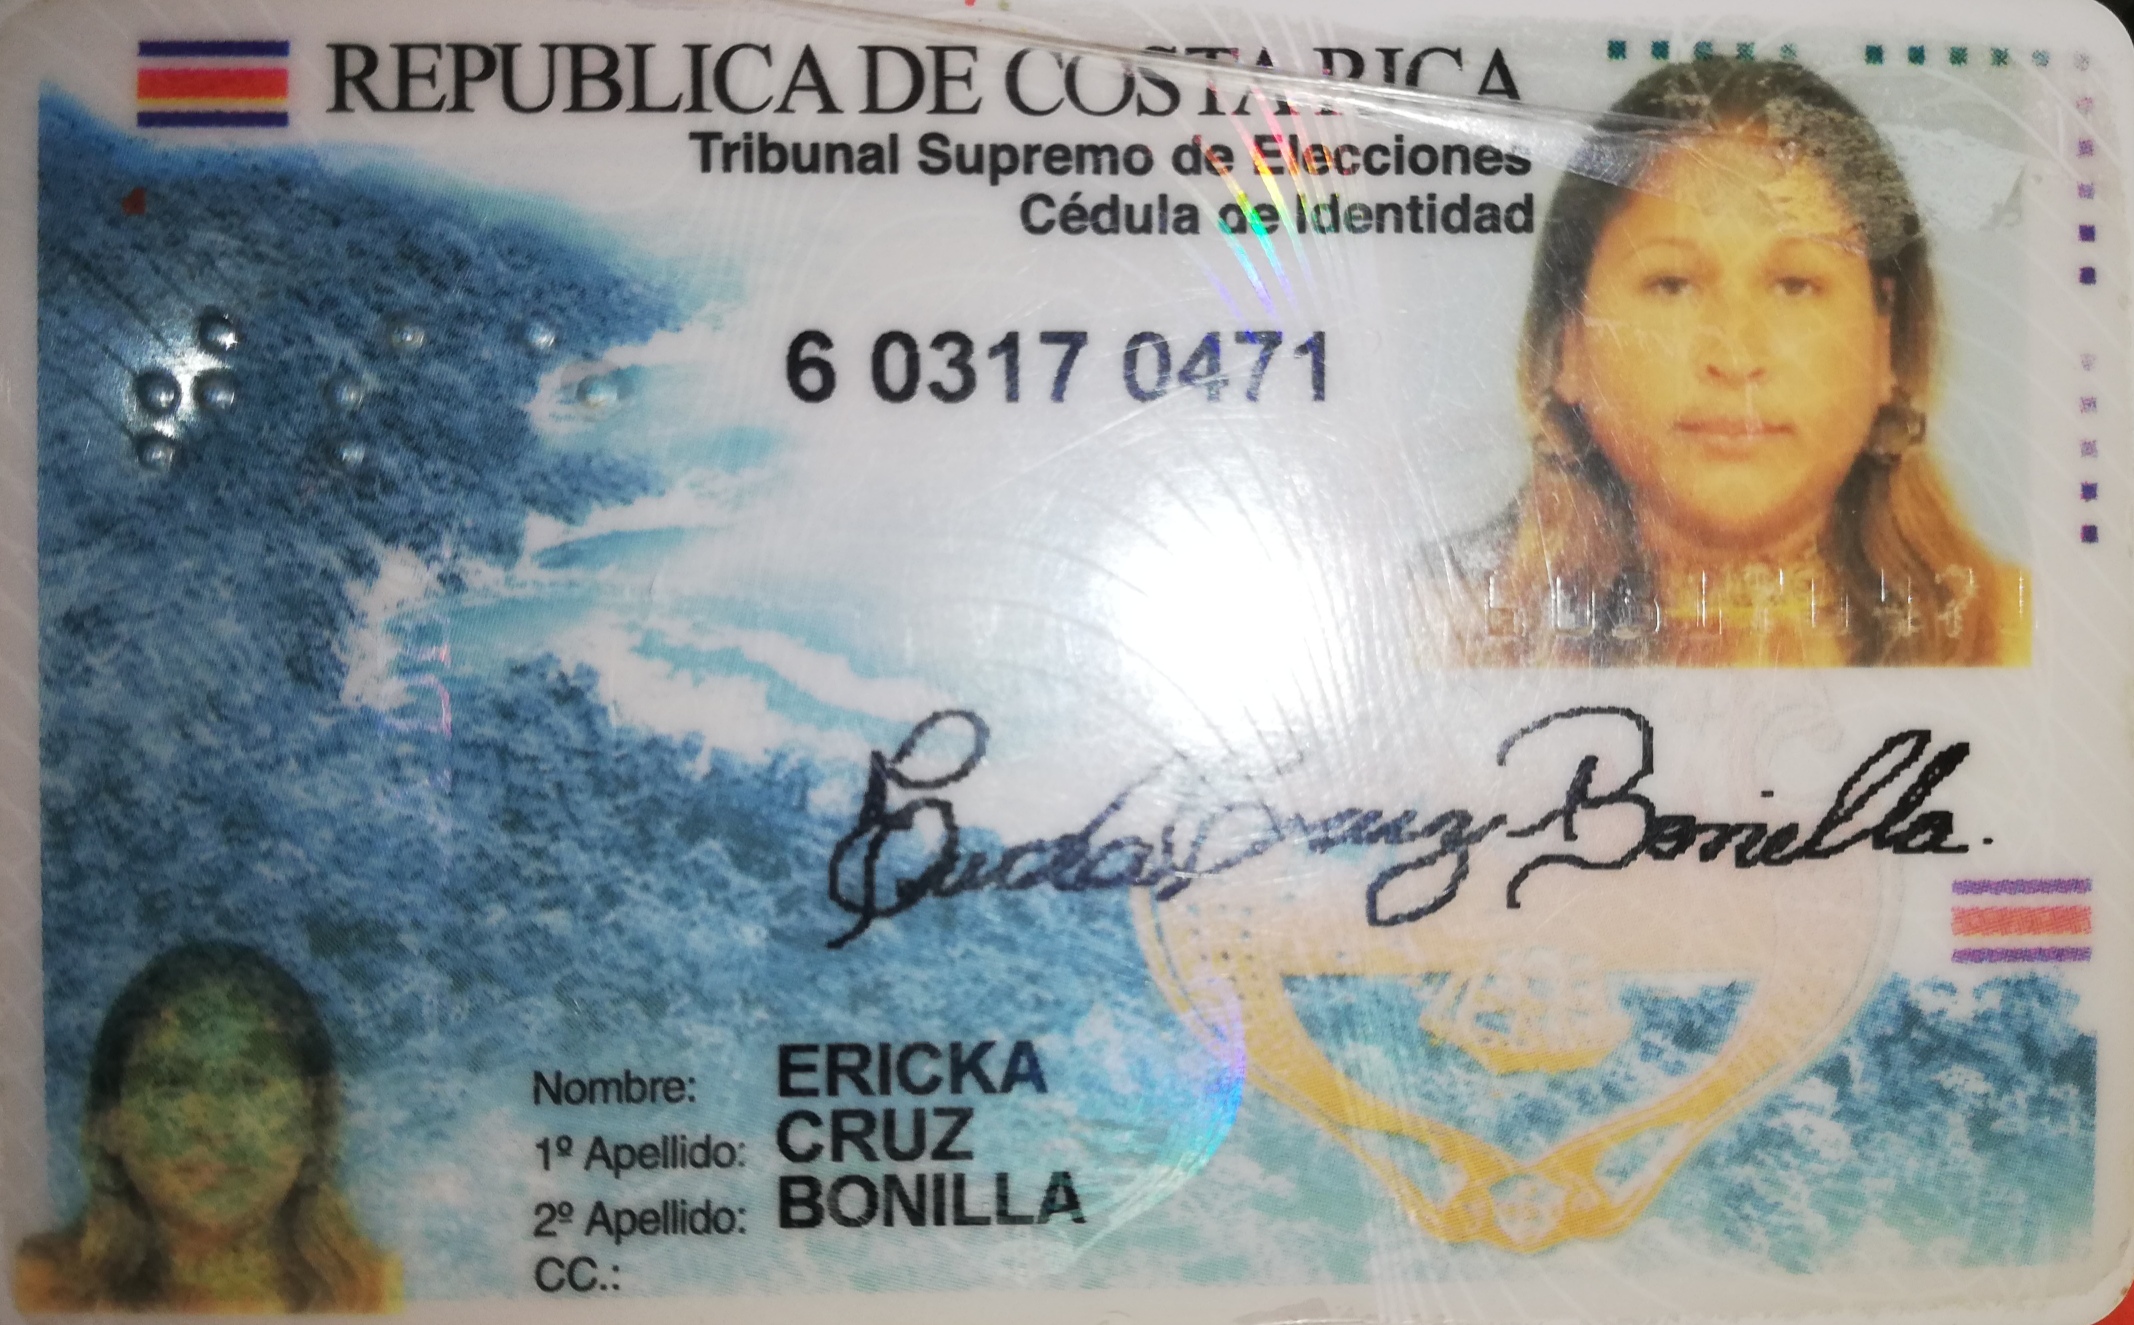 REPUBLICA DE COSTA RICA
Tribunal Supremo de Elecciones
Cédula de Identidad
6 0317 0471
Ericka Cruz Bonilla.
Nombre: ERICKA
1º Apellido: CRUZ
2º Apellido: BONILLA
CC.: